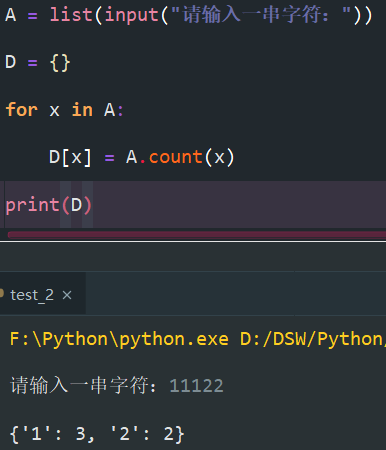 A = list(input("请输入一串字符："))
D = {}
for x in A:
    D[x] = A.count(x)
print(D)
test_2 ×
F:\Python\python.exe D:/DSW/Python/
请输入一串字符：11122
{'1': 3, '2': 2}